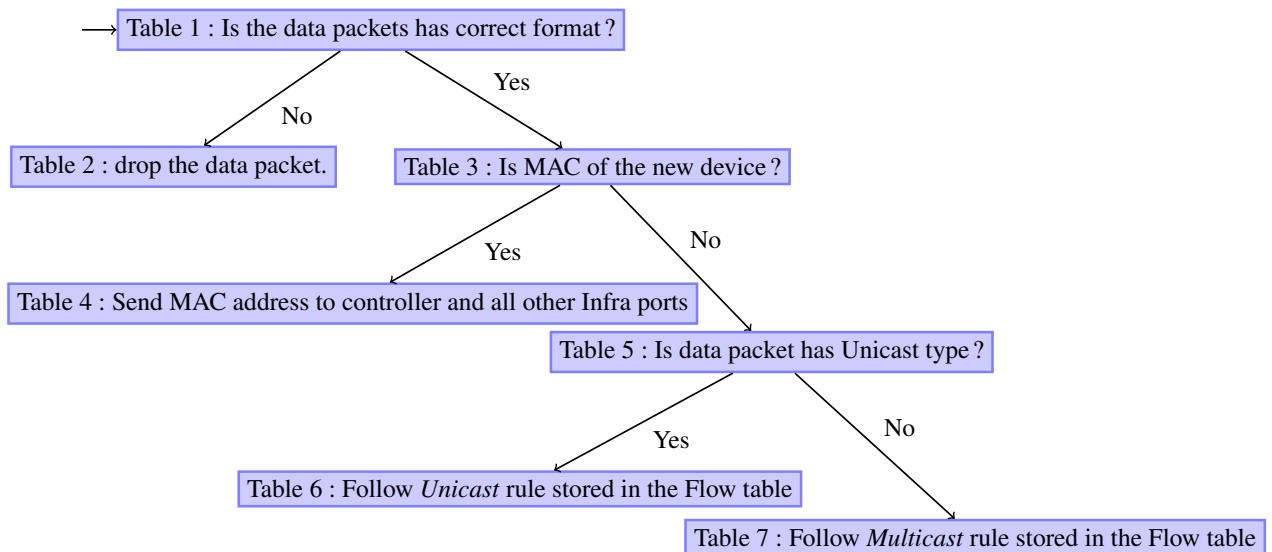 Table 1 : Is the data packets has correct format ?
Yes
No
Table 2 : drop the data packet.
Table 3 : Is MAC of the new device ?
Yes
No
Table 4 : Send MAC address to controller and all other Infra ports
Table 5 : Is data packet has Unicast type ?
Yes
No
Table 6 : Follow Unicast rule stored in the Flow table
Table 7 : Follow Multicast rule stored in the Flow table